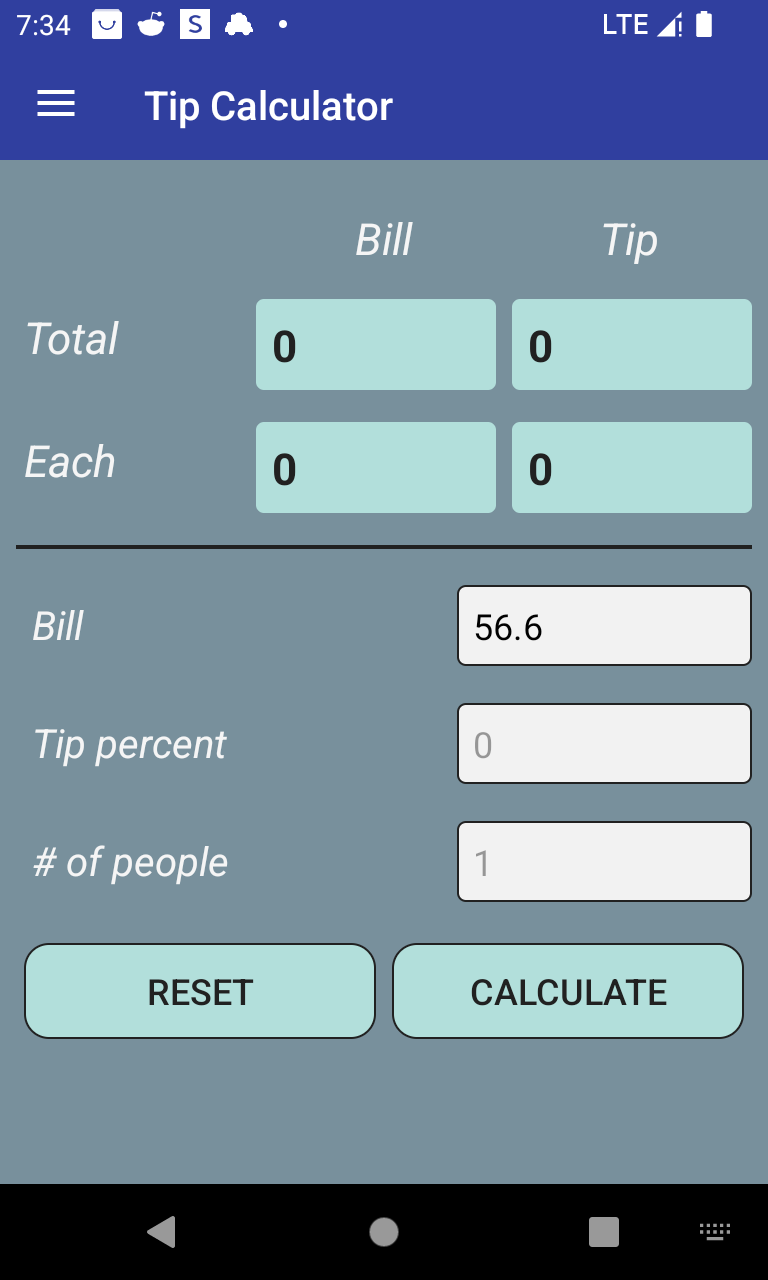 7:34 S LTE
Tip Calculator
Bill Tip
Total 0 0
Each 0 0
Bill 56.6
Tip percent 0
# of people 1
RESET CALCULATE